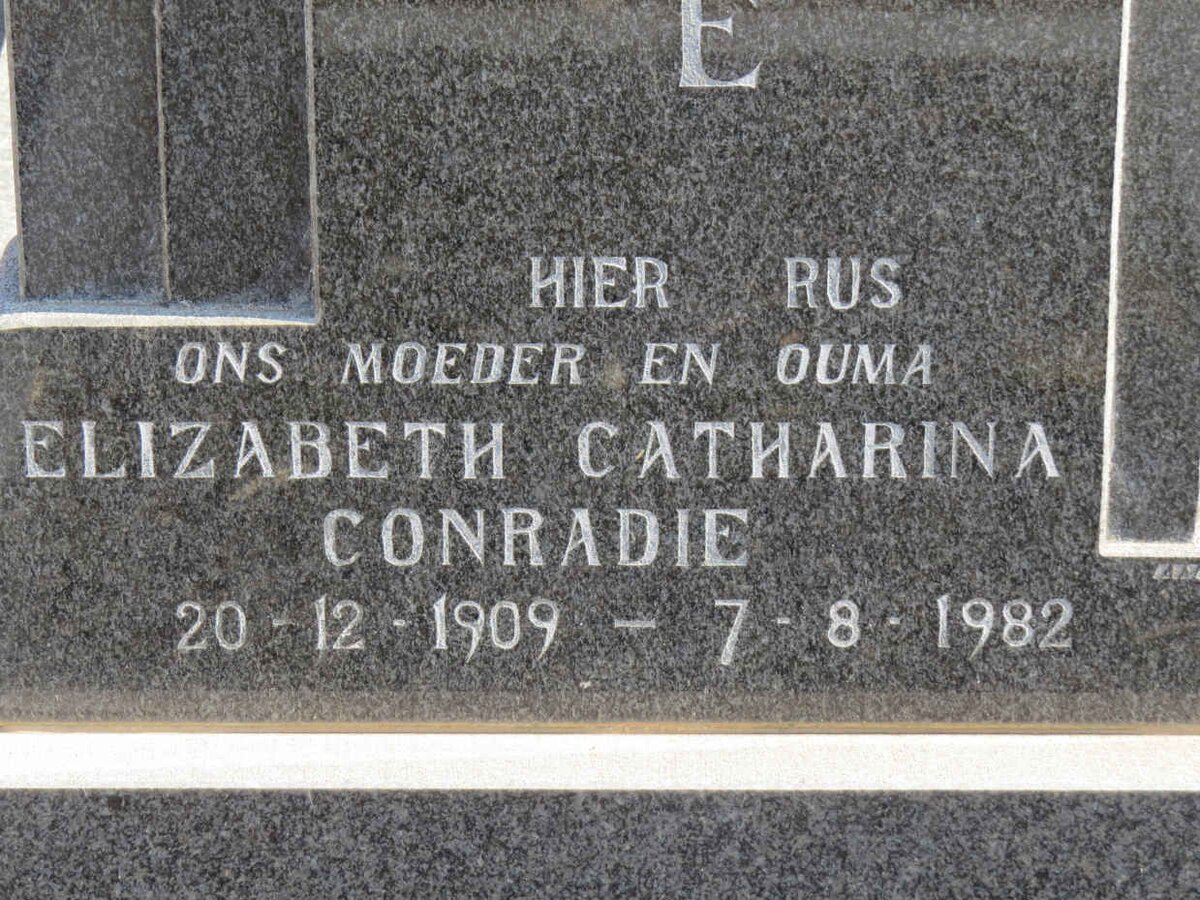 E
HIER RUS
ONS MOEDER EN OUMA
ELIZABETH CATHARINA
CONRADIE
20 - 12 - 1909 - 7 - 8 - 1982